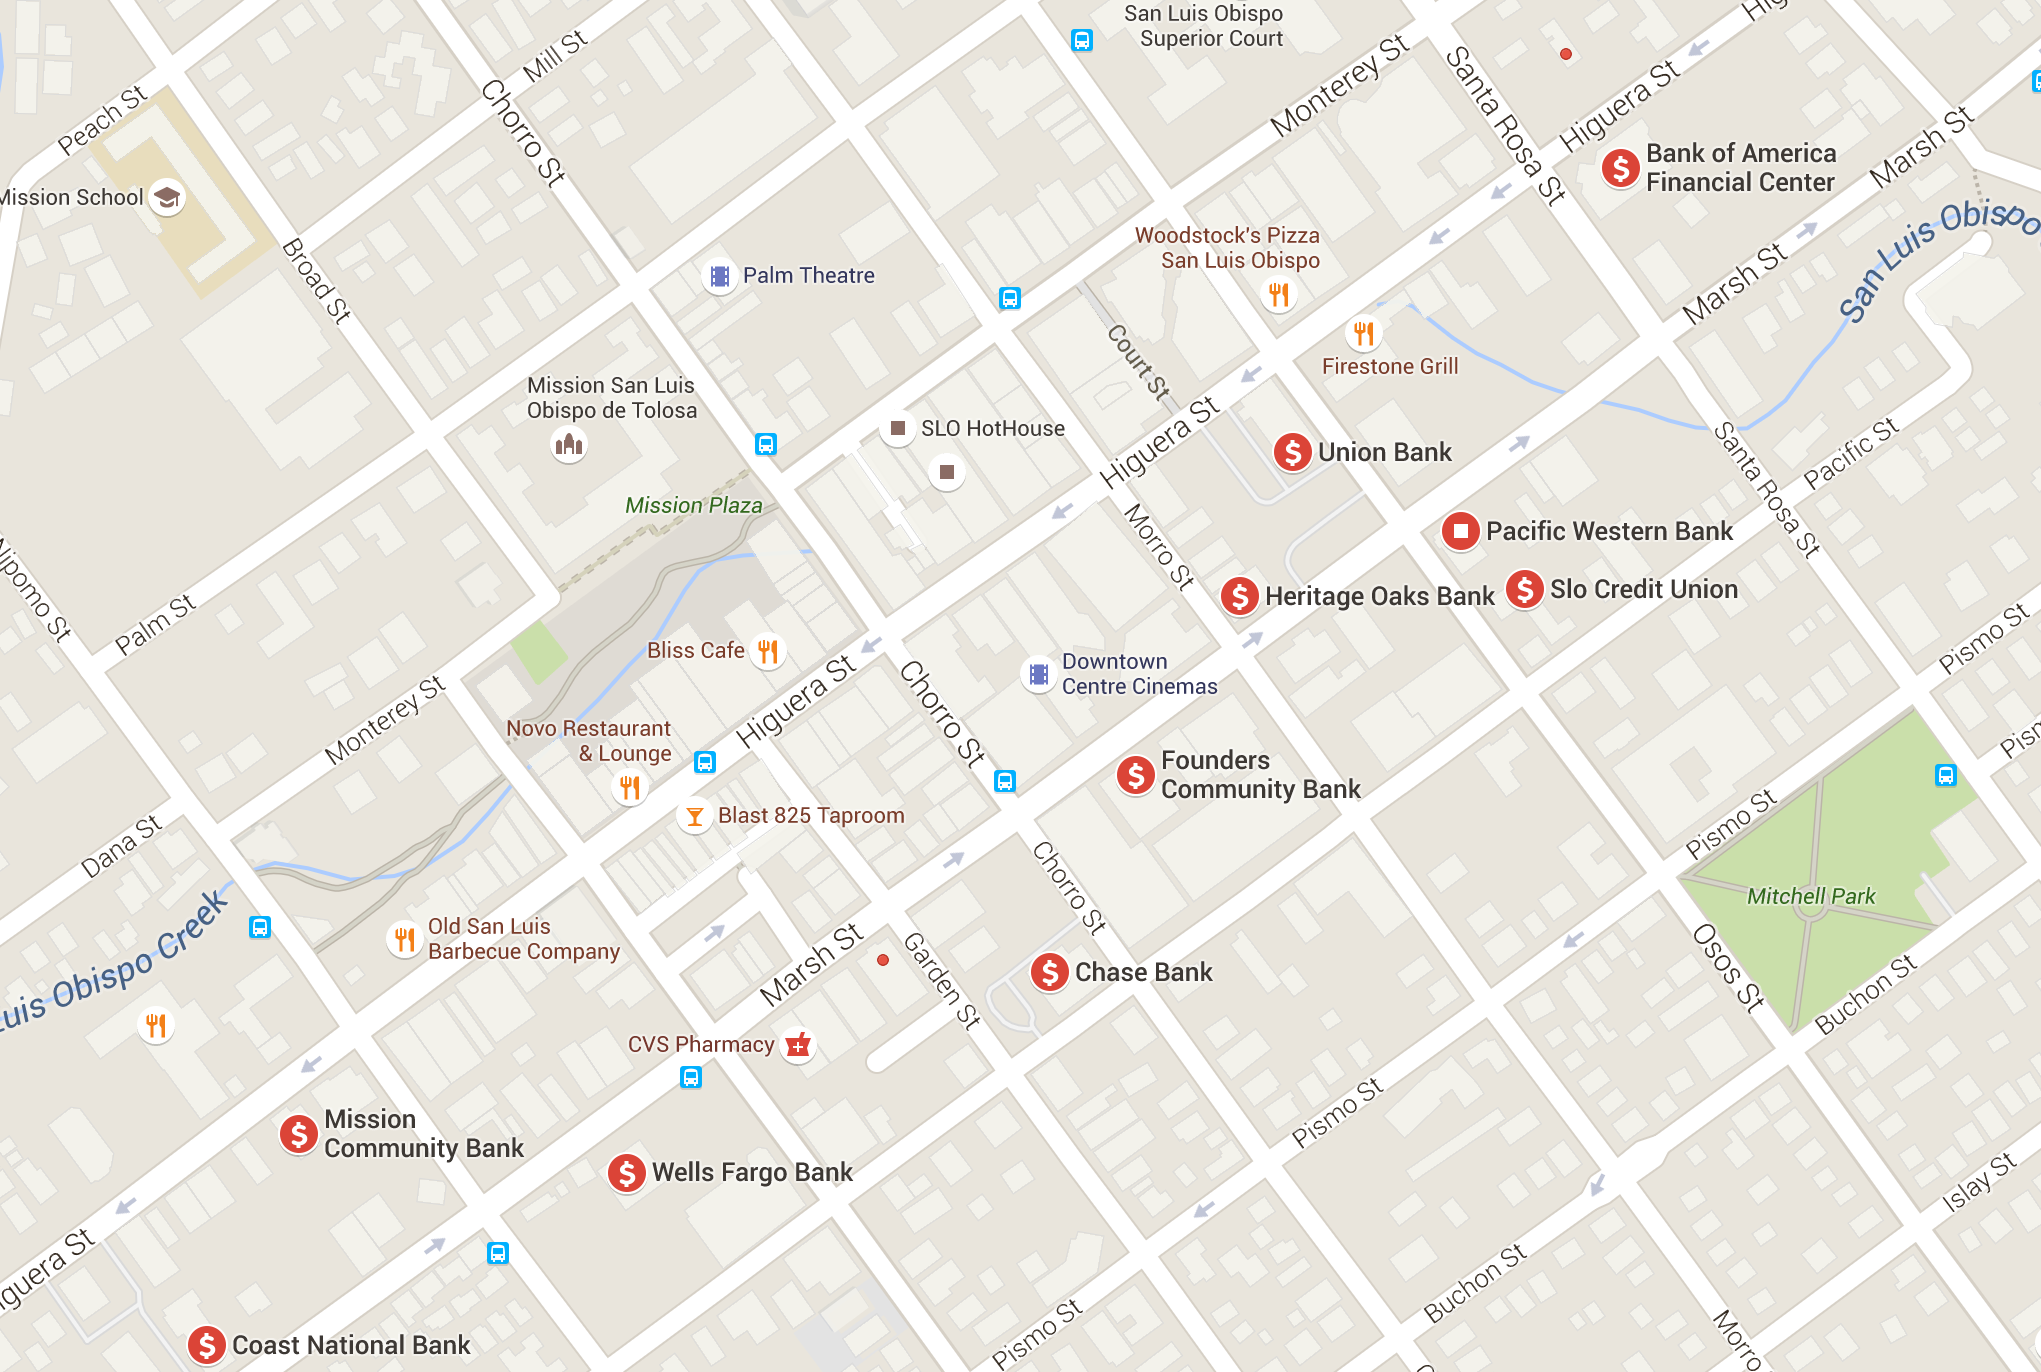 San Luis Obispo
Superior Court
Mill St
Chorro St
Peach St
Monterey St
Santa Rosa St
Higuera St
Bank of America
Financial Center
Marsh St
Mission School
Broad St
Woodstock's Pizza
San Luis Obispo
San Luis Obispo
Palm Theatre
Marsh St
Court St
Firestone Grill
Mission San Luis
Obispo de Tolosa
SLO HotHouse
Higuera St
Union Bank
Santa Rosa St
Pacific St
Mission Plaza
Morro St
Pacific Western Bank
Nipomo St
Palm St
Heritage Oaks Bank
Slo Credit Union
Pismo St
Bliss Cafe
Higuera St
Chorro St
Downtown
Centre Cinemas
Monterey St
Novo Restaurant
& Lounge
Pism
Founders
Community Bank
Blast 825 Taproom
Dana St
Pismo St
Chorro St
Mitchell Park
Luis Obispo Creek
Old San Luis
Barbecue Company
Marsh St
Garden St
Chase Bank
Osos St
Buchon St
CVS Pharmacy
Mission
Community Bank
Wells Fargo Bank
Pismo St
Islay St
iguera St
Buchon St
Coast National Bank
Pismo St
Morro